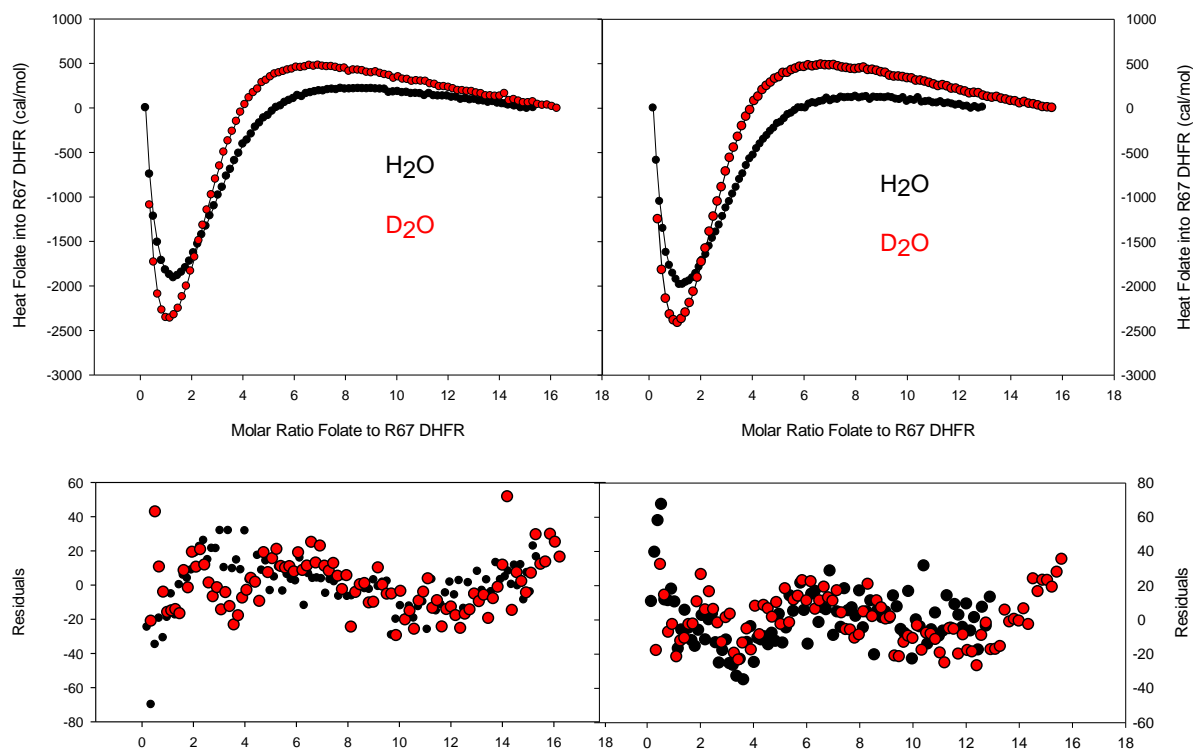 1000
500
0
-500
-1000
-1500
-2000
-2500
-3000
Heat Folate into R67 DHFR (cal/mol)
H2O
D2O
0 2 4 6 8 10 12 14 16 18
Molar Ratio Folate to R67 DHFR
H2O
D2O
1000
500
0
-500
-1000
-1500
-2000
-2500
-3000
Heat Folate into R67 DHFR (cal/mol)
0 2 4 6 8 10 12 14 16 18
Molar Ratio Folate to R67 DHFR
60
40
20
0
-20
-40
-60
-80
Residuals
0 2 4 6 8 10 12 14 16 18
80
60
40
20
0
-20
-40
-60
Residuals
0 2 4 6 8 10 12 14 16 18